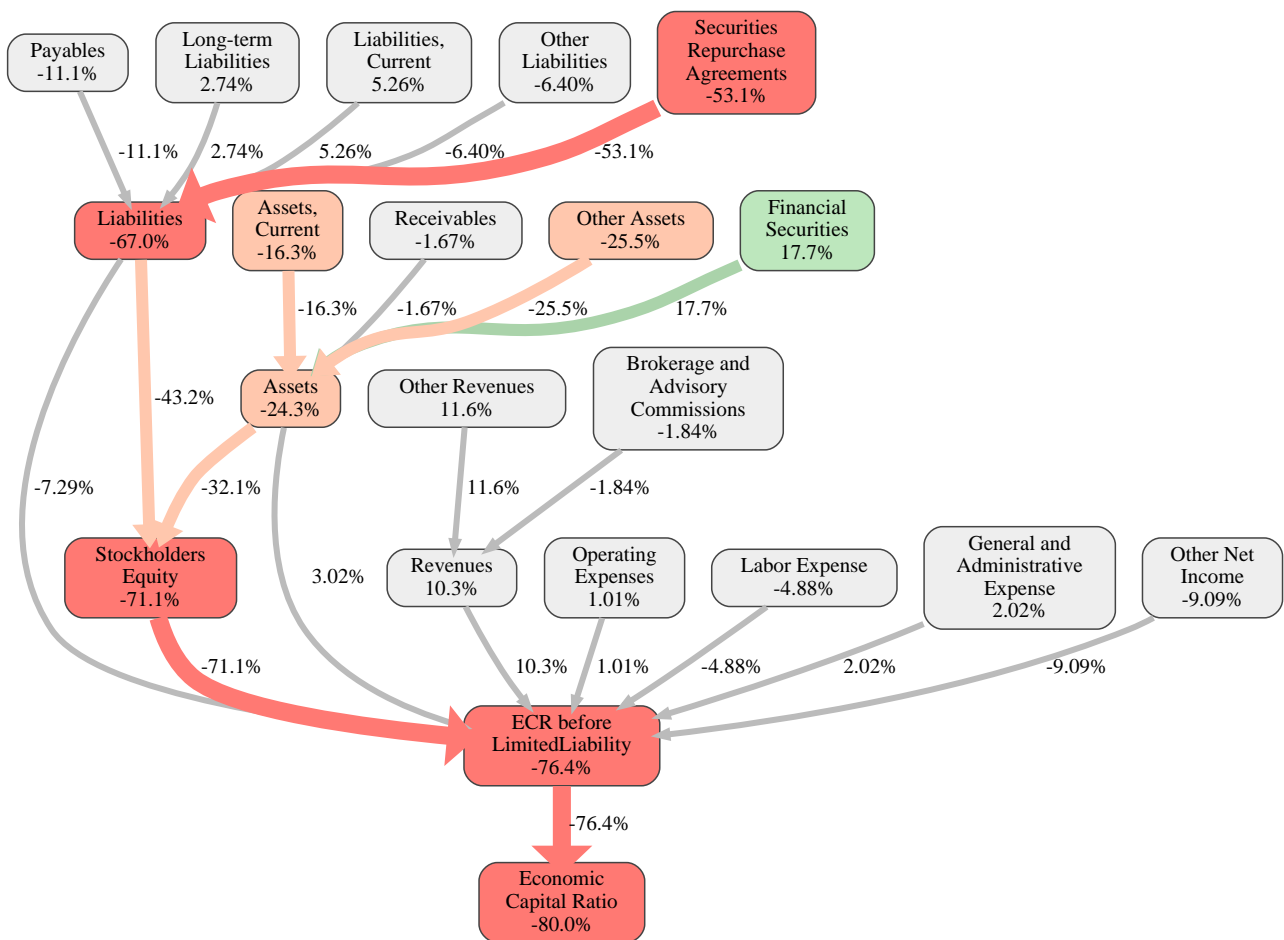 Payables
-11.1%
Long-term
Liabilities
2.74%
Liabilities,
Current
5.26%
Other
Liabilities
-6.40%
Securities
Repurchase
Agreements
-53.1%
-11.1%
2.74%
5.26%
-6.40%
-53.1%
Liabilities
-67.0%
Assets,
Current
-16.3%
Receivables
-1.67%
Other Assets
-25.5%
Financial
Securities
17.7%
-16.3%
-1.67%
-25.5%
17.7%
-43.2%
Assets
-24.3%
Other Revenues
11.6%
Brokerage and
Advisory
Commissions
-1.84%
-7.29%
-32.1%
11.6%
-1.84%
Stockholders
Equity
-71.1%
3.02%
Revenues
10.3%
Operating
Expenses
1.01%
Labor Expense
-4.88%
General and
Administrative
Expense
2.02%
Other Net
Income
-9.09%
-71.1%
10.3%
1.01%
-4.88%
2.02%
-9.09%
ECR before
LimitedLiability
-76.4%
-76.4%
Economic
Capital Ratio
-80.0%